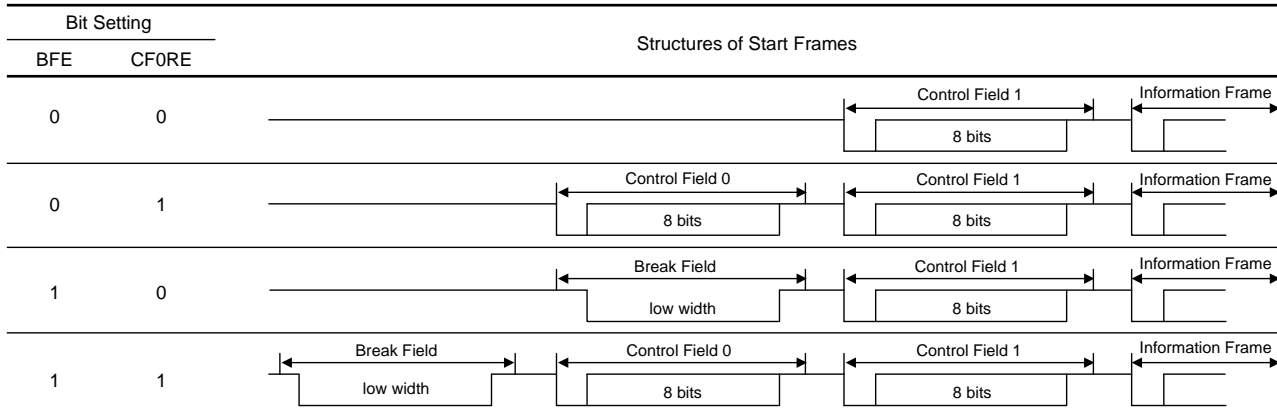 Bit Setting
Structures of Start Frames
BFE CF0RE
Control Field 1 Information Frame
0 0
8 bits
Control Field 0 Control Field 1 Information Frame
0 1
8 bits 8 bits
Break Field Control Field 1 Information Frame
1 0
low width 8 bits
Break Field Control Field 0 Control Field 1 Information Frame
1 1
low width 8 bits 8 bits